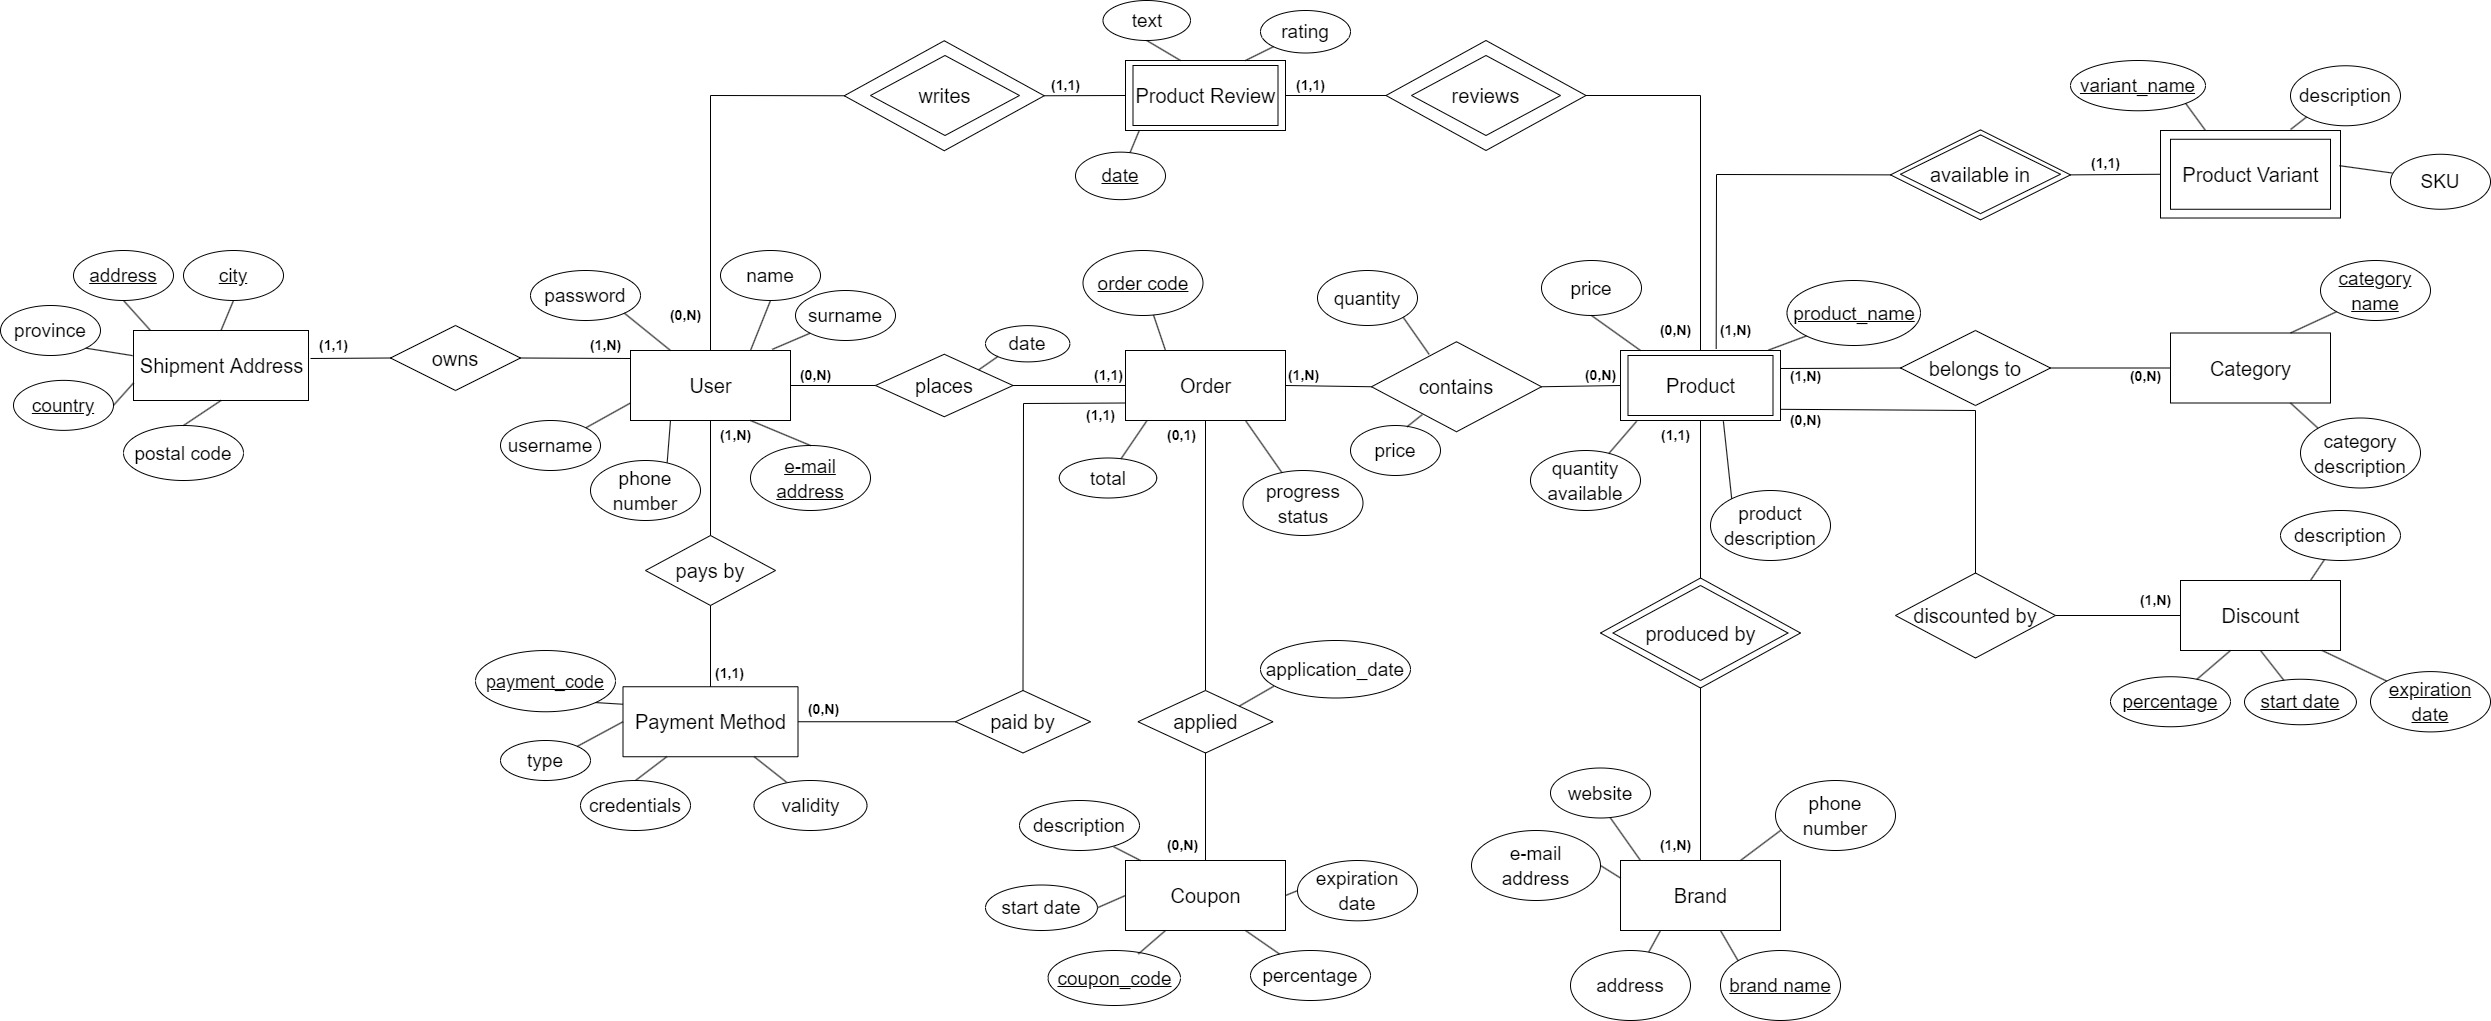 text
rating
writes
(1,1)
Product Review
(1,1)
reviews
date
variant_name
description
available in
(1,1)
Product Variant
SKU
address
city
province
Shipment Address
country
postal code
(1,1)
owns
(1,N)
password
name
surname
(0,N)
User
username
phone
number
(1,N)
e-mail
address
(0,N)
places
date
(1,1)
order code
Order
(1,1)
total
(0,1)
progress
status
(1,N)
quantity
contains
price
(0,N)
price
(0,N)
(1,N)
product_name
Product
quantity
available
(1,1)
product
description
(1,N)
(0,N)
belongs to
(0,N)
category
name
Category
category
description
pays by
(1,1)
payment_code
Payment Method
type
credentials
validity
(0,N)
paid by
applied
application_date
(0,N)
description
start date
Coupon
expiration
date
coupon_code
percentage
produced by
(1,N)
website
phone
number
e-mail
address
Brand
address
brand name
discounted by
(1,N)
description
Discount
percentage
start date
expiration
date